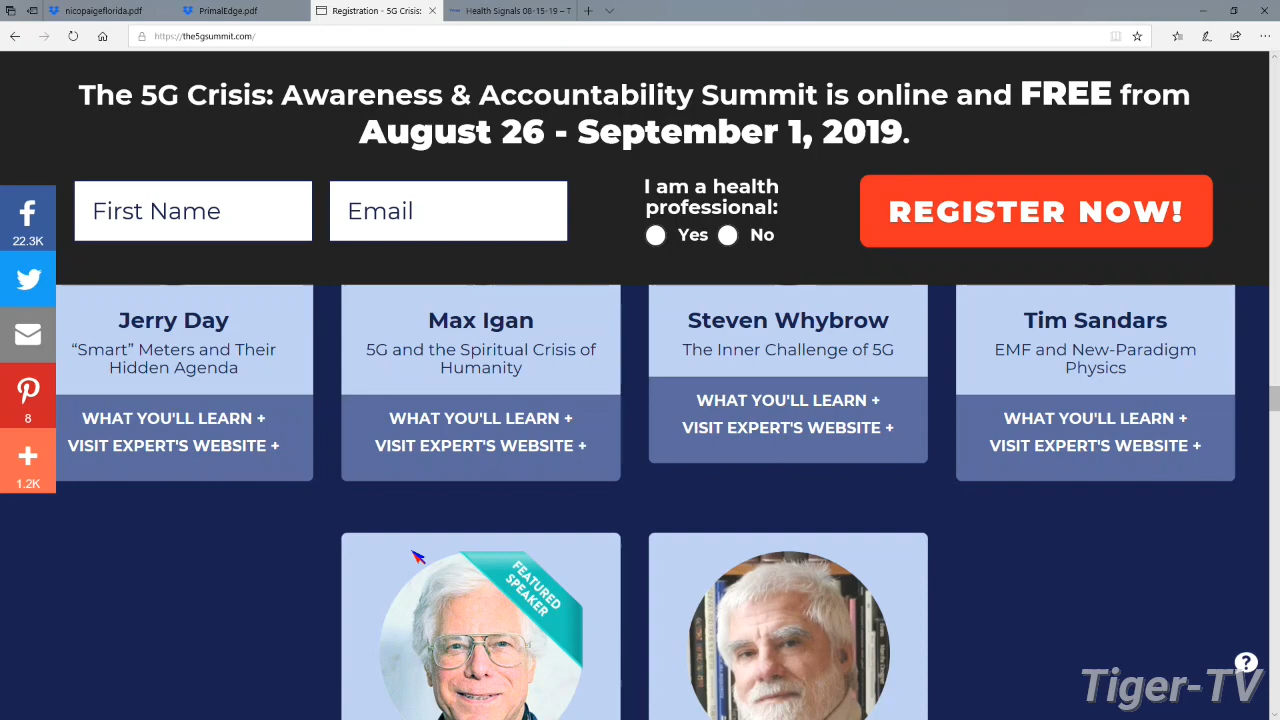 nicopaigeflorida.pdf
PrimalEdge.pdf
Registration - 5G Crisis:
Health Signals 08-15-19 – T
https://the5gsummit.com/
The 5G Crisis: Awareness & Accountability Summit is online and FREE from
August 26 - September 1, 2019.
First Name
Email
I am a health
professional:
Yes
No
REGISTER NOW!
22.3K
8
1.2K
Jerry Day
“Smart” Meters and Their
Hidden Agenda
WHAT YOU'LL LEARN +
VISIT EXPERT'S WEBSITE +
Max Igan
5G and the Spiritual Crisis of
Humanity
WHAT YOU'LL LEARN +
VISIT EXPERT'S WEBSITE +
Steven Whybrow
The Inner Challenge of 5G
WHAT YOU'LL LEARN +
VISIT EXPERT'S WEBSITE +
Tim Sandars
EMF and New-Paradigm
Physics
WHAT YOU'LL LEARN +
VISIT EXPERT'S WEBSITE +
FEATURED
SPEAKER
?
Tiger-TV